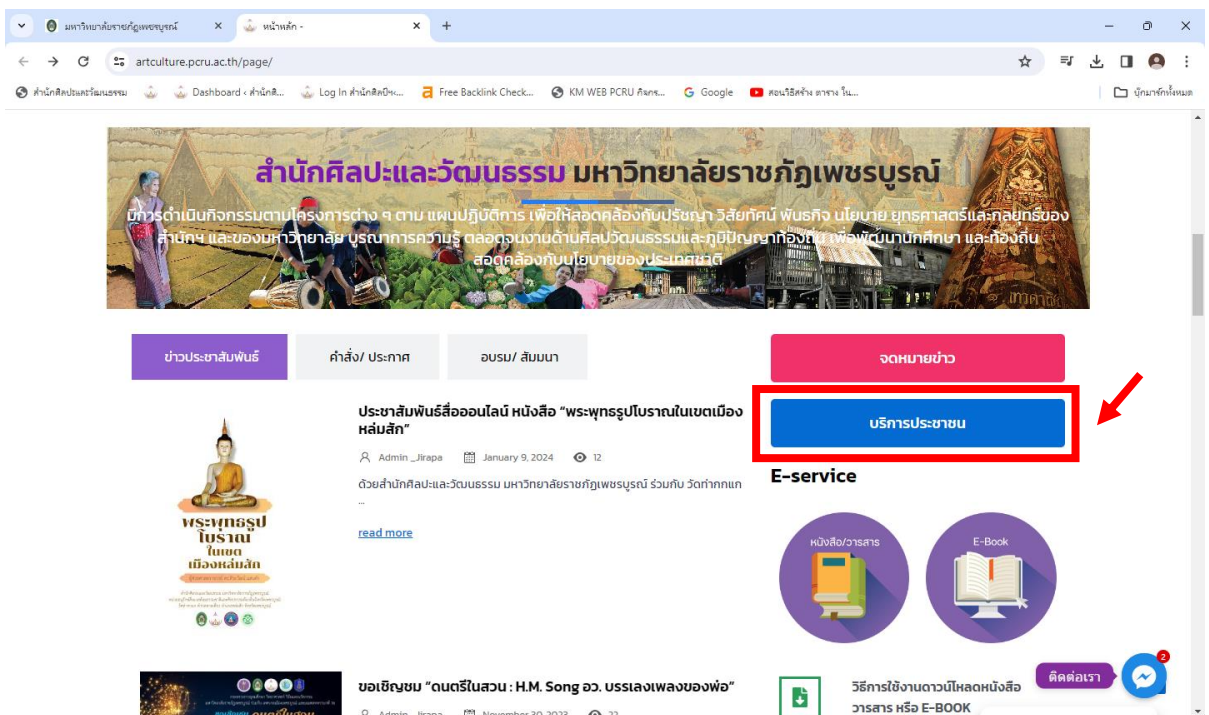 มหาวิทยาลัยราชภัฏเพชรบูรณ์
หน้าหลัก -
artculture.pcru.ac.th/page/
สำนักศิลปะและวัฒนธรรม
Dashboard ‹ สำนักศิ...
Log In ‹ สำนักศิลปะ...
Free Backlink Check...
KM WEB PCRU
Google
สอนวิธีสร้าง ตาราง ใน...
บุ๊กมาร์กทั้งหมด
สำนักศิลปะและวัฒนธรรม มหาวิทยาลัยราชภัฏเพชรบูรณ์
มีการดำเนินกิจกรรมตามโครงการต่าง ๆ ตาม แผนปฏิบัติการ เพื่อให้สอดคล้องกับปรัชญา วิสัยทัศน์ พันธกิจ นโยบาย ยุทธศาสตร์และกลยุทธ์ของ
สำนักฯ และของมหาวิทยาลัย บูรณาการความรู้ ตลอดจนงานด้านศิลปวัฒนธรรมและภูมิปัญญาท้องถิ่น เพื่อพัฒนานักศึกษา และท้องถิ่น
สอดคล้องกับนโยบายของประเทศชาติ
เทวดามี
ข่าวประชาสัมพันธ์
คำสั่ง/ ประกาศ
อบรม/ สัมมนา
จดหมายข่าว
ประชาสัมพันธ์สื่อออนไลน์ หนังสือ “พระพุทธรูปโบราณในเขตเมือง
หล่มสัก”
Admin _Jirapa
January 9, 2024
12
ด้วยสำนักศิลปะและวัฒนธรรม มหาวิทยาลัยราชภัฏเพชรบูรณ์ ร่วมกับ วัดท่ากกแก
...
read more
พระพุทธรูป
โบราณ
ในเขต
เมืองหล่มสัก
บริการประชาชน
E-service
หนังสือ/วารสาร
E-Book
ขอเชิญชม “ดนตรีในสวน : H.M. Song อว. บรรเลงเพลงของพ่อ”
Admin _Jirapa
November 30, 2023
22
วิธีการใช้งานดาวน์โหลดหนังสือ
วารสาร หรือ E-BOOK
ติดต่อเรา
2